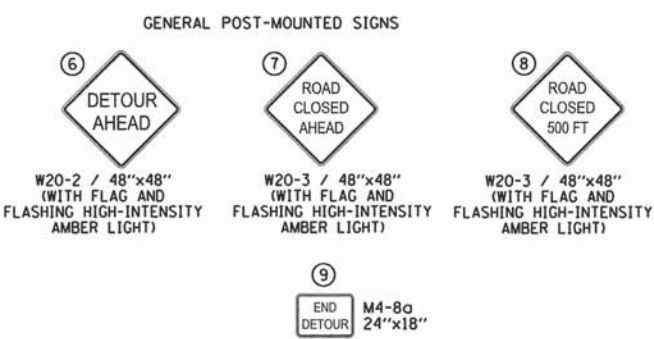 GENERAL POST-MOUNTED SIGNS
6
DETOUR
AHEAD
W20-2 / 48"x48"
(WITH FLAG AND
FLASHING HIGH-INTENSITY
AMBER LIGHT)
7
ROAD
CLOSED
AHEAD
W20-3 / 48"x48"
(WITH FLAG AND
FLASHING HIGH-INTENSITY
AMBER LIGHT)
8
ROAD
CLOSED
500 FT
W20-3 / 48"x48"
(WITH FLAG AND
FLASHING HIGH-INTENSITY
AMBER LIGHT)
9
END
DETOUR
M4-8a
24"x18"